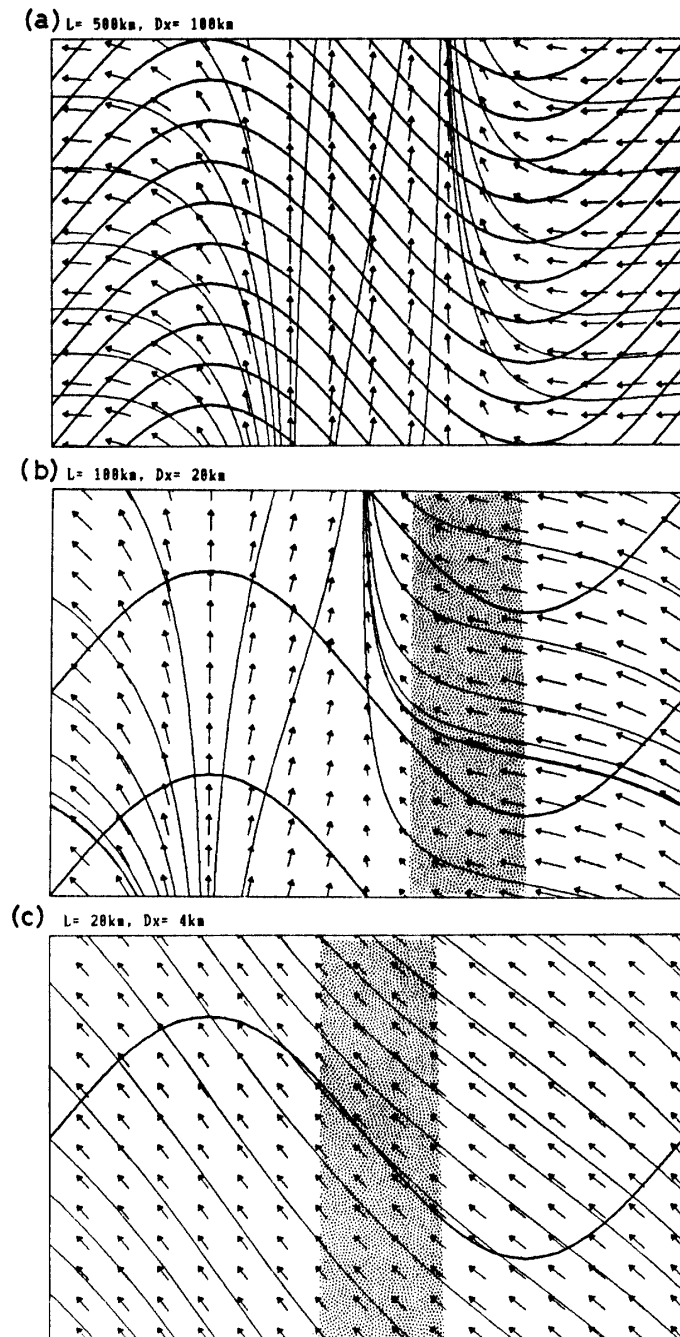 (a) L= 500km, Dx= 100km
(b) L= 100km, Dx= 20km
(c) L= 20km, Dx= 4km